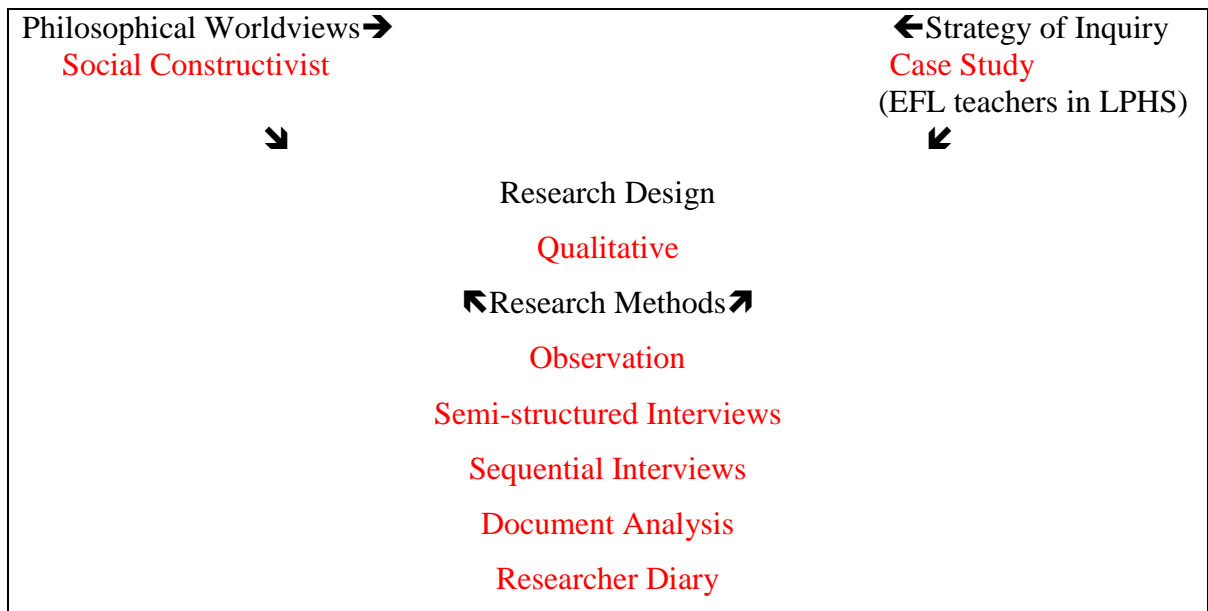 Philosophical Worldviews🡺 🡸Strategy of Inquiry
Social Constructivist Case Study
(EFL teachers in LPHS)
🡾 🡿
Research Design
Qualitative
🡼Research Methods🡽
Observation
Semi-structured Interviews
Sequential Interviews
Document Analysis
Researcher Diary